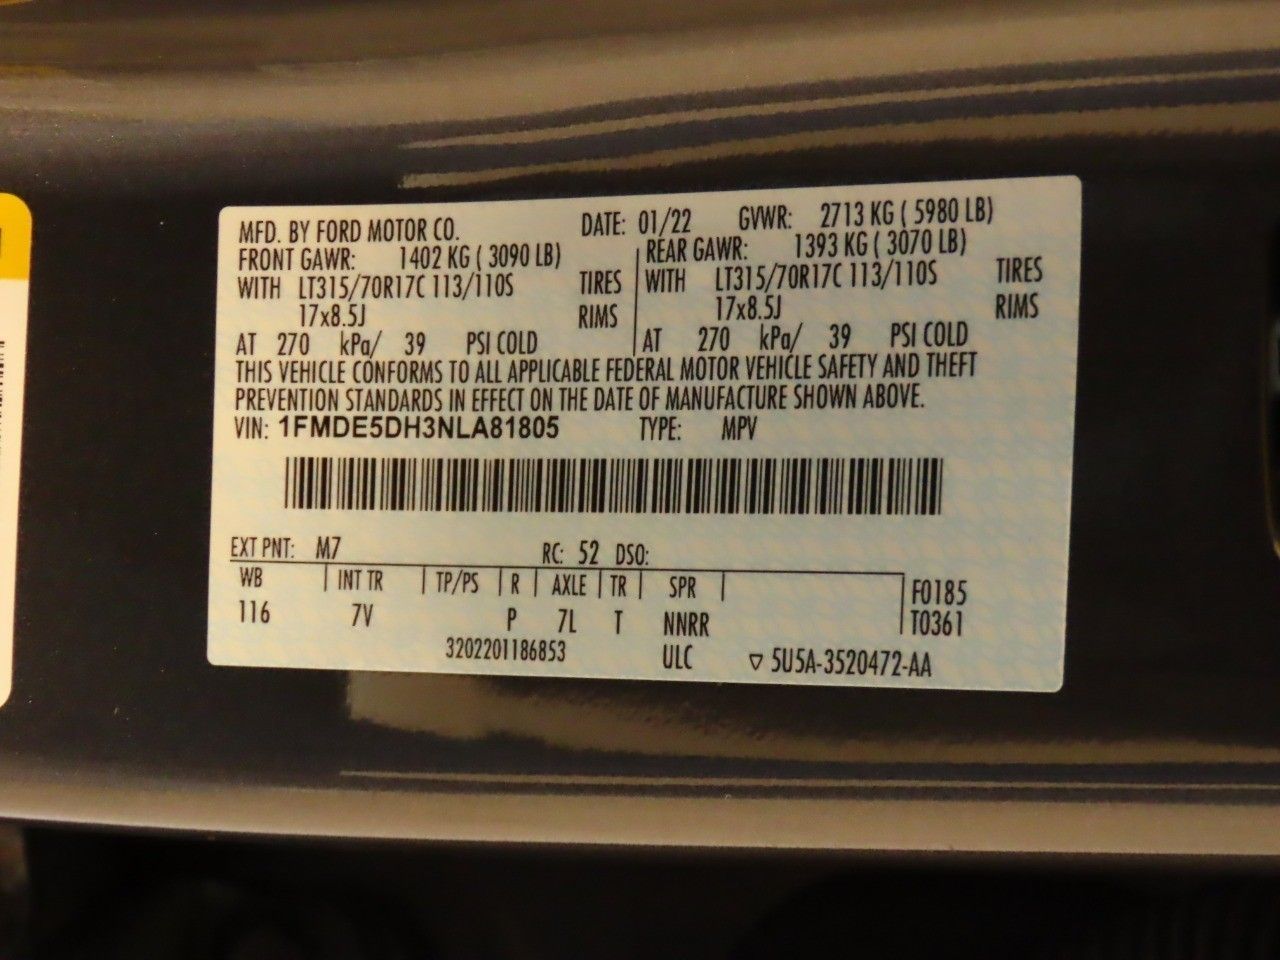 MFD. BY FORD MOTOR CO. DATE: 01/22 GVWR: 2713 KG ( 5980 LB)
FRONT GAWR: 1402 KG ( 3090 LB) REAR GAWR: 1393 KG ( 3070 LB)
WITH LT315/70R17C 113/110S TIRES WITH LT315/70R17C 113/110S TIRES
17x8.5J RIMS 17x8.5J RIMS
AT 270 kPa/ 39 PSI COLD AT 270 kPa/ 39 PSI COLD
THIS VEHICLE CONFORMS TO ALL APPLICABLE FEDERAL MOTOR VEHICLE SAFETY AND THEFT
PREVENTION STANDARDS IN EFFECT ON THE DATE OF MANUFACTURE SHOWN ABOVE.
VIN: 1FMDE5DH3NLA81805 TYPE: MPV
EXT PNT: M7 RC: 52 DSO:
WB INT TR TP/PS R AXLE TR SPR F0185
116 7V P 7L T NNRR T0361
3202201186853 ULC ▽ 5U5A-3520472-AA